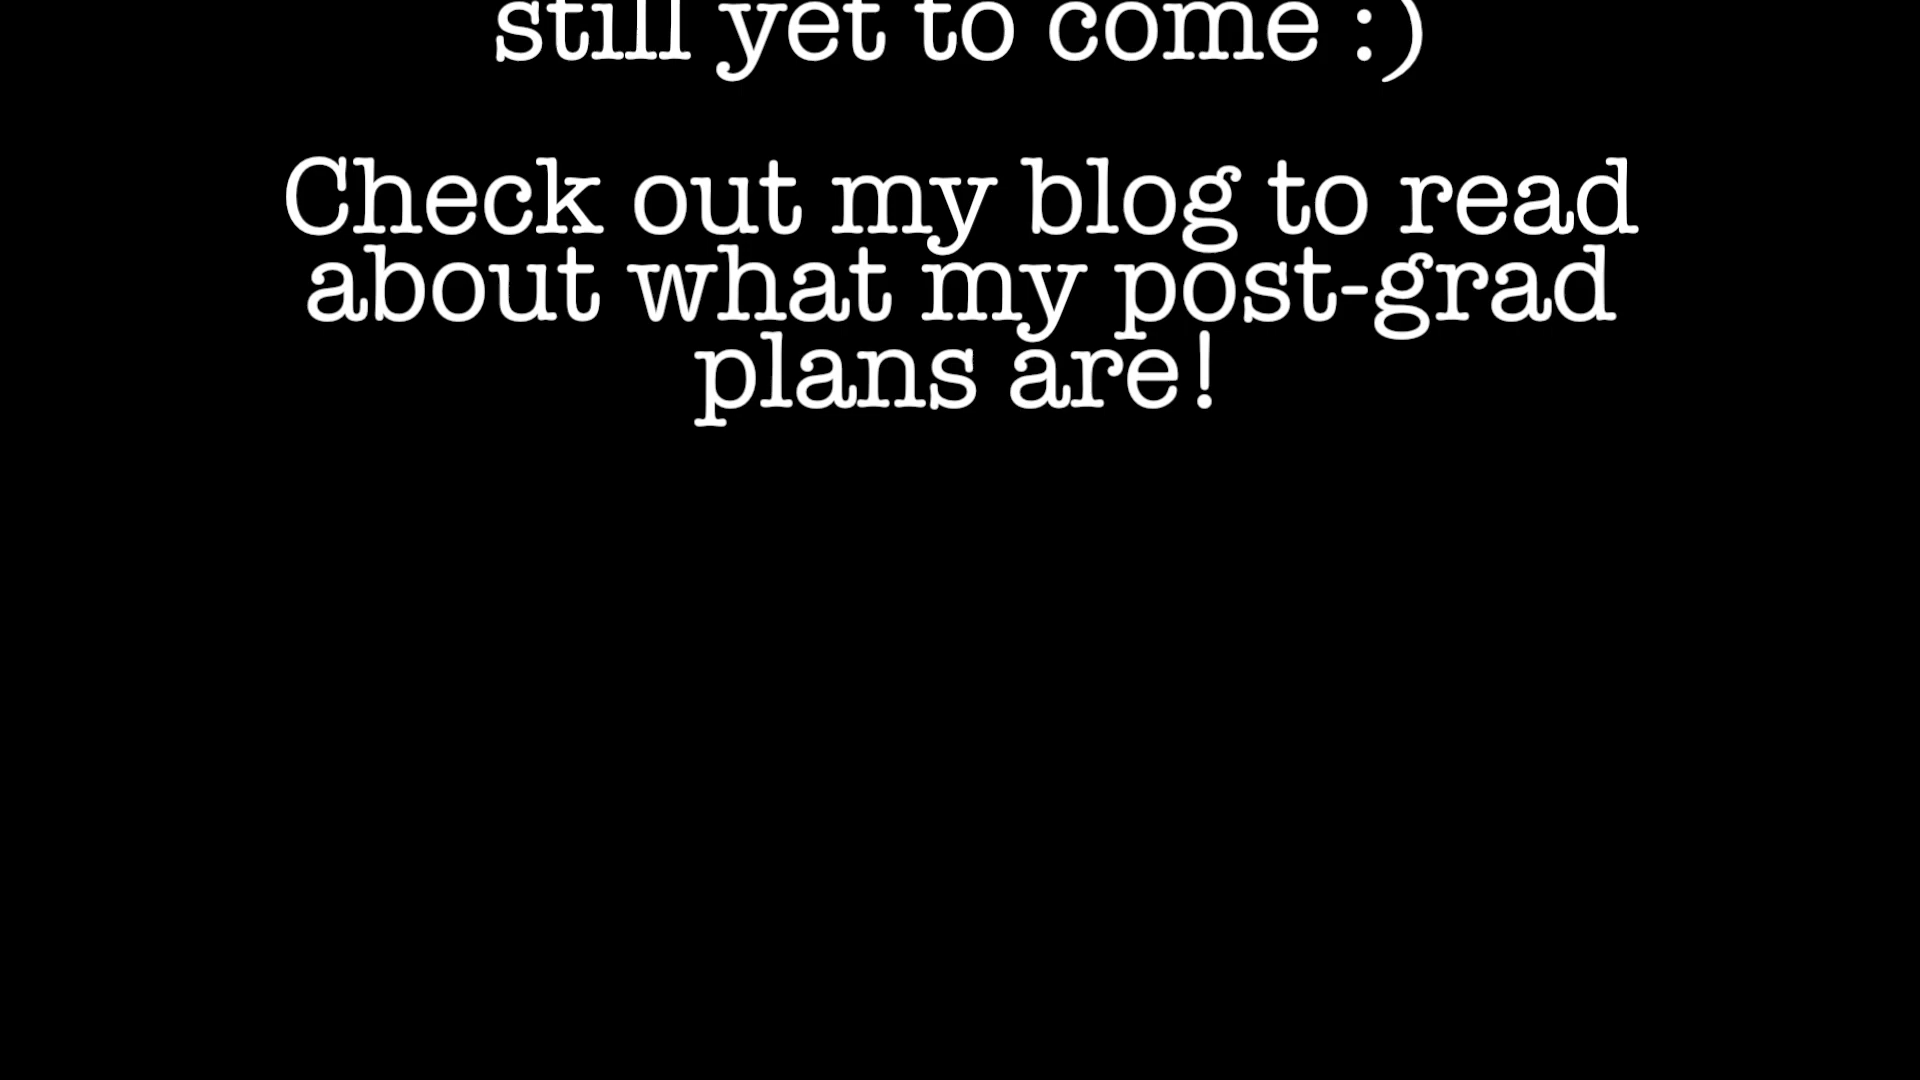 still yet to come :)
Check out my blog to read
about what my post-grad
plans are!